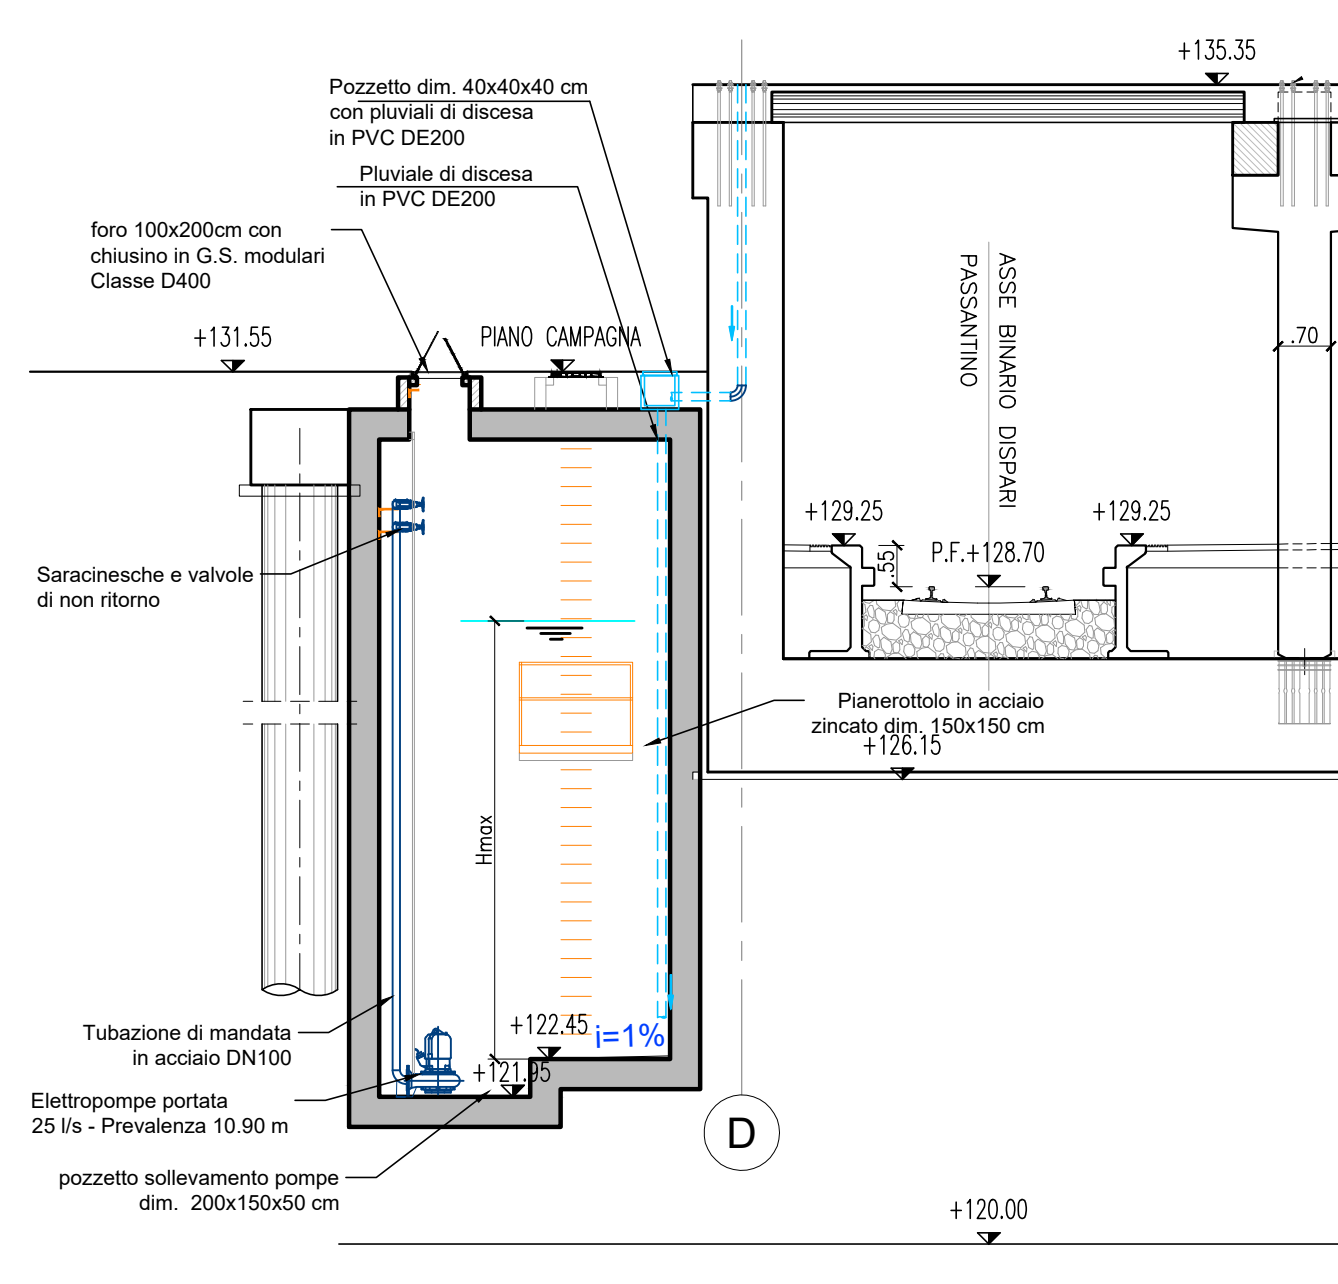 +135.35
Pozzetto dim. 40x40x40 cm
con pluviali di discesa
in PVC DE200
Pluviale di discesa
in PVC DE200
foro 100x200cm con
chiusino in G.S. modulari
Classe D400
+131.55
PIANO CAMPAGNA
ASSE BINARIO DISPARI
PASSANTINO
.70
+129.25
+129.25
.55
P.F.+128.70
Saracinesche e valvole
di non ritorno
Pianerottolo in acciaio
zincato dim. 150x150 cm
+126.15
Hmax
+122.45
i=1%
Tubazione di mandata
in acciaio DN100
+121.95
Elettropompe portata
25 l/s - Prevalenza 10.90 m
D
pozzetto sollevamento pompe
dim. 200x150x50 cm
+120.00